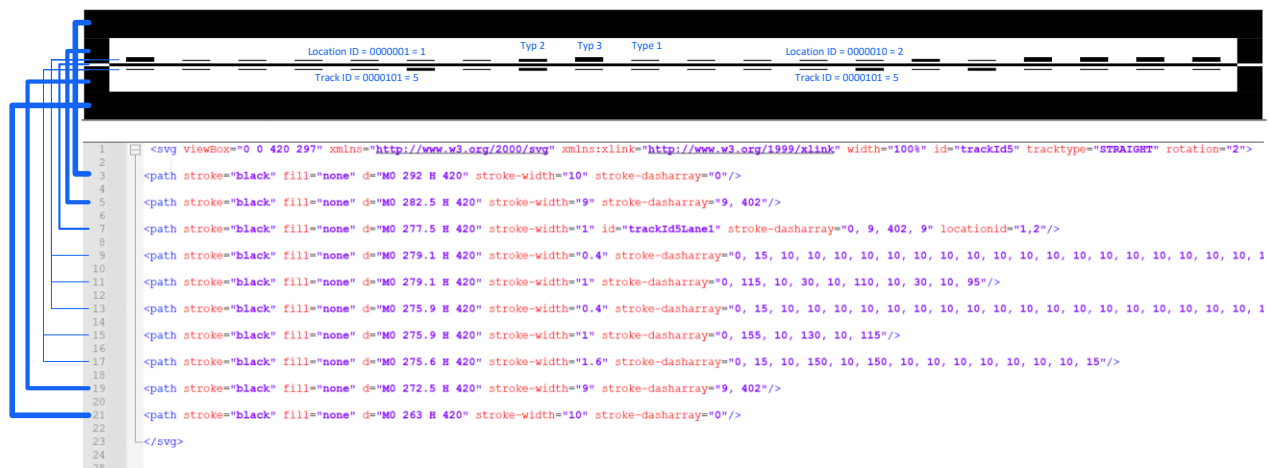 Typ 2 Typ 3 Type 1
Location ID = 0000001 = 1 Location ID = 0000010 = 2
Track ID = 0000101 = 5 Track ID = 0000101 = 5
1 <svg viewBox="0 0 420 297" xmlns="http://www.w3.org/2000/svg" xmlns:xlink="http://www.w3.org/1999/xlink" width="100%" id="trackId5" tracktype="STRAIGHT" rotation="2">
2
3 <path stroke="black" fill="none" d="M0 292 H 420" stroke-width="10" stroke-dasharray="0"/>
4
5 <path stroke="black" fill="none" d="M0 282.5 H 420" stroke-width="9" stroke-dasharray="9, 402"/>
6
7 <path stroke="black" fill="none" d="M0 277.5 H 420" stroke-width="1" id="trackId5Lane1" stroke-dasharray="0, 9, 402, 9" locationid="1,2"/>
8
9 <path stroke="black" fill="none" d="M0 279.1 H 420" stroke-width="0.4" stroke-dasharray="0, 15, 10, 10, 10, 10, 10, 10, 10, 10, 10, 10, 10, 10, 10, 10, 10, 10, 10, 10, 10, 10, 10, 1
10
11 <path stroke="black" fill="none" d="M0 279.1 H 420" stroke-width="1" stroke-dasharray="0, 115, 10, 30, 10, 110, 10, 30, 10, 95"/>
12
13 <path stroke="black" fill="none" d="M0 275.9 H 420" stroke-width="0.4" stroke-dasharray="0, 15, 10, 10, 10, 10, 10, 10, 10, 10, 10, 10, 10, 10, 10, 10, 10, 10, 10, 10, 10, 10, 10, 1
14
15 <path stroke="black" fill="none" d="M0 275.9 H 420" stroke-width="1" stroke-dasharray="0, 155, 10, 130, 10, 115"/>
16
17 <path stroke="black" fill="none" d="M0 275.6 H 420" stroke-width="1.6" stroke-dasharray="0, 15, 10, 150, 10, 150, 10, 10, 10, 10, 10, 10, 10, 15"/>
18
19 <path stroke="black" fill="none" d="M0 272.5 H 420" stroke-width="9" stroke-dasharray="9, 402"/>
20
21 <path stroke="black" fill="none" d="M0 263 H 420" stroke-width="10" stroke-dasharray="0"/>
22
23 </svg>
24
25